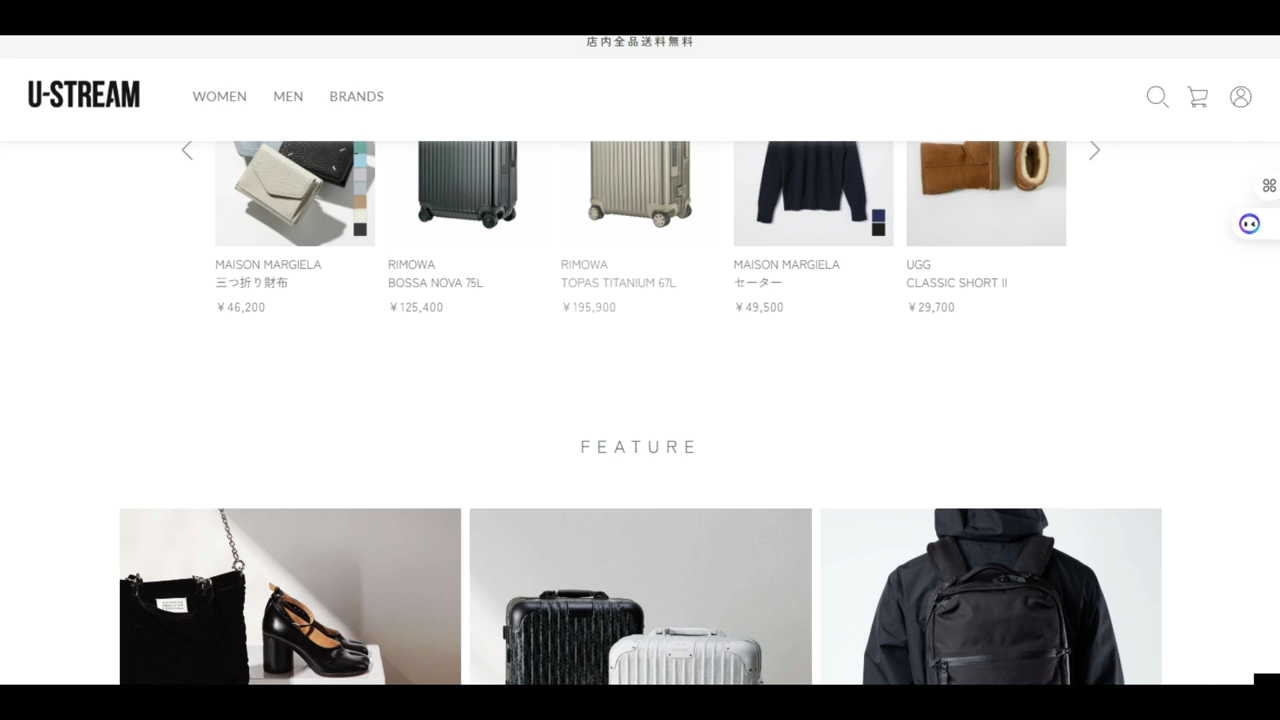 店内全品送料無料
U-STREAM
WOMEN
MEN
BRANDS
MAISON MARGIELA
三つ折り財布
￥46,200
RIMOWA
BOSSA NOVA 75L
￥125,400
RIMOWA
TOPAS TITANIUM 67L
￥195,900
MAISON MARGIELA
セーター
￥49,500
UGG
CLASSIC SHORT II
￥29,700
FEATURE